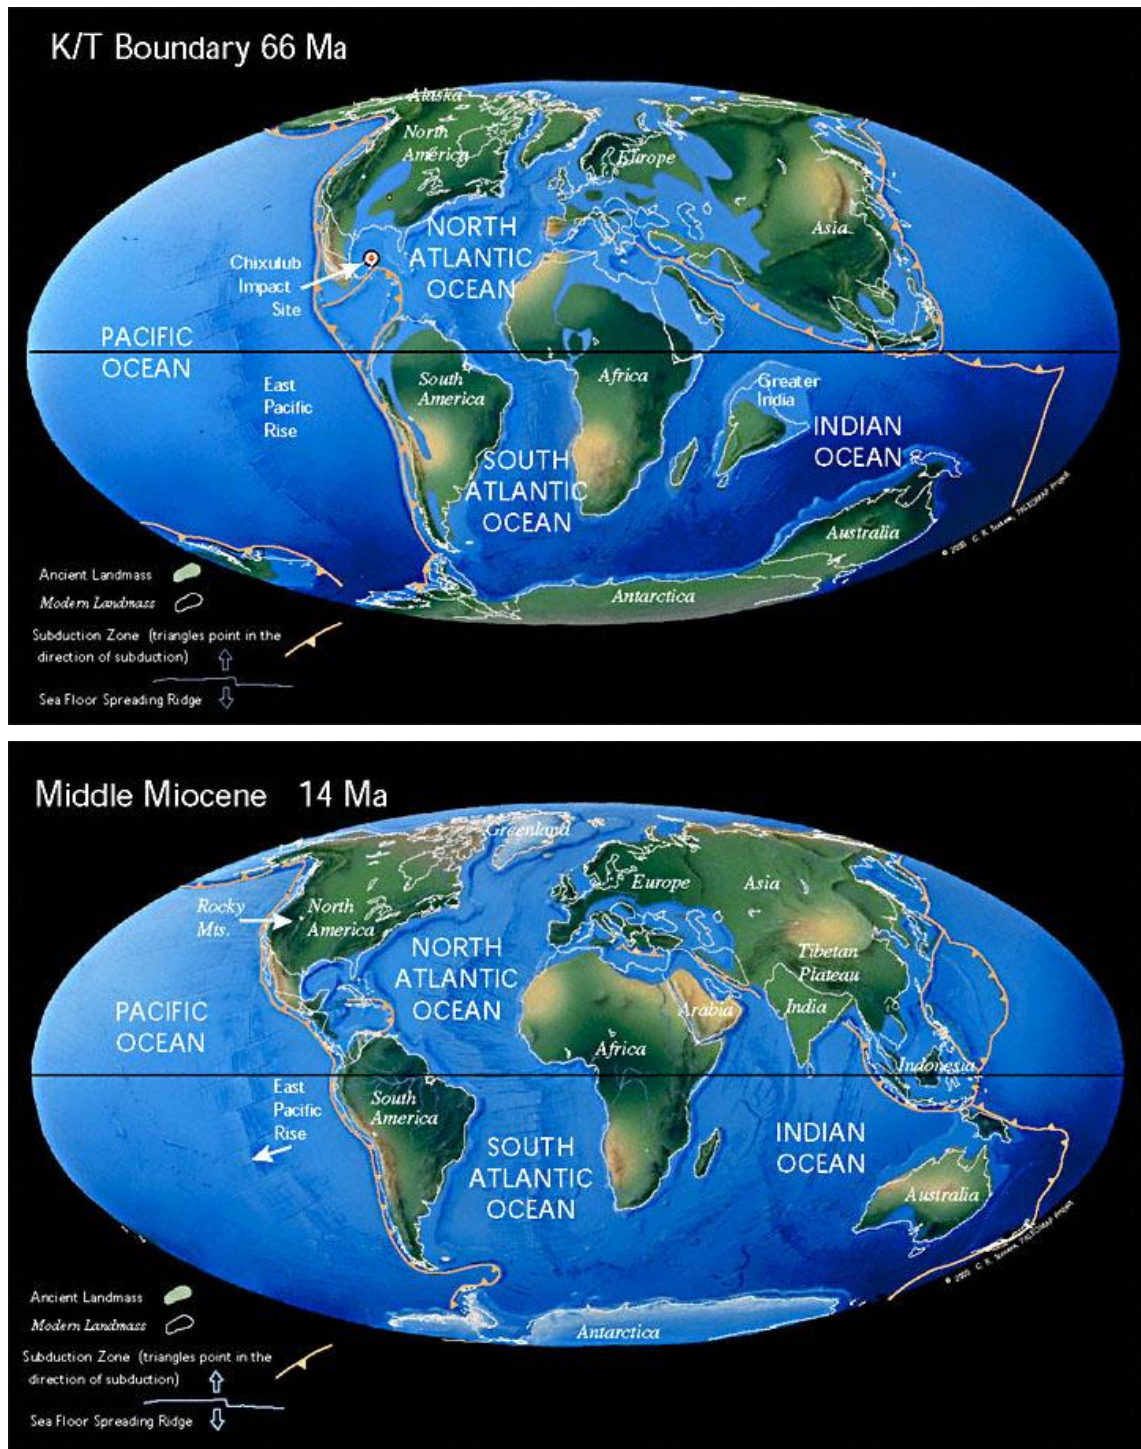 K/T Boundary 66 Ma
Alaska
North
America
Europe
Asia
NORTH
ATLANTIC
OCEAN
Chixulub
Impact
Site
PACIFIC
OCEAN
East
Pacific
Rise
South
America
Africa
Greater
India
INDIAN
OCEAN
SOUTH
ATLANTIC
OCEAN
Australia
Antarctica
Ancient Landmass
Modern Landmass
Subduction Zone (triangles point in the
direction of subduction)
Sea Floor Spreading Ridge
Middle Miocene 14 Ma
Greenland
Rocky
Mts.
North
America
Europe
Asia
NORTH
ATLANTIC
OCEAN
Tibetan
Plateau
India
Arabia
PACIFIC
OCEAN
Africa
Indonesia
East
Pacific
Rise
South
America
SOUTH
ATLANTIC
OCEAN
INDIAN
OCEAN
Australia
Antarctica
Ancient Landmass
Modern Landmass
Subduction Zone (triangles point in the
direction of subduction)
Sea Floor Spreading Ridge